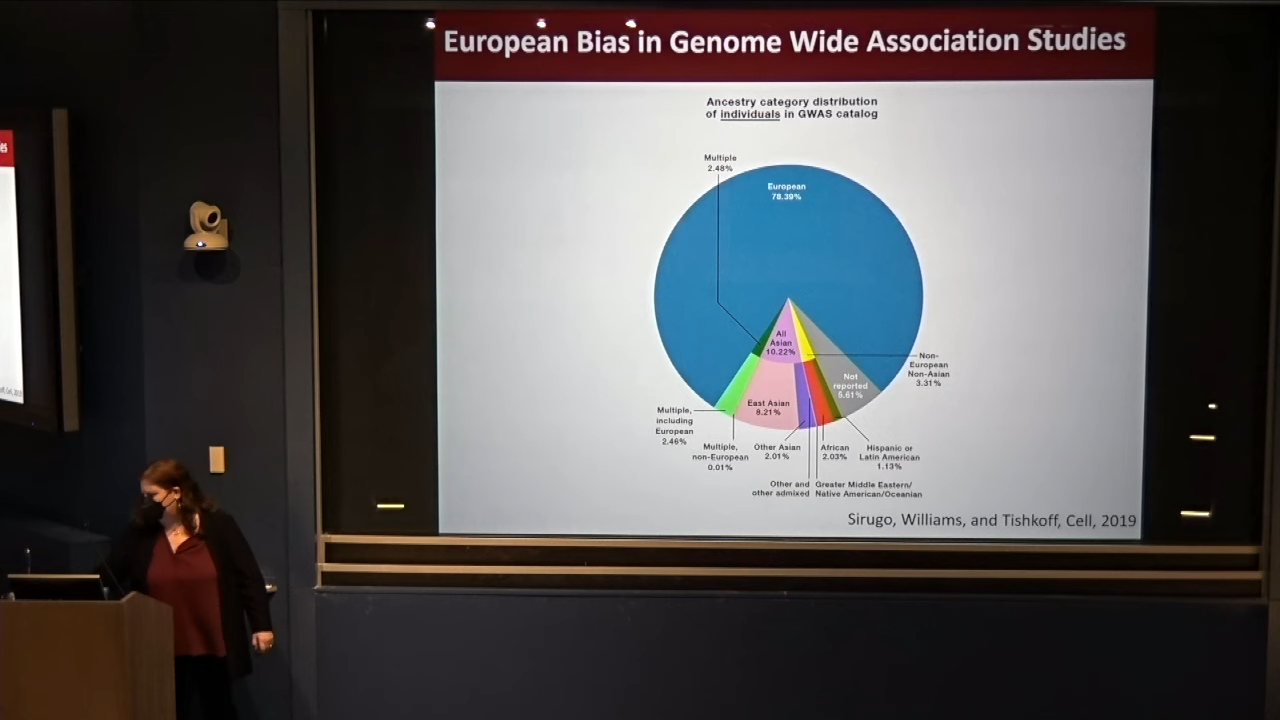 European Bias in Genome Wide Association Studies
Ancestry category distribution
of individuals in GWAS catalog
Multiple
2.48%
European
78.39%
All
Asian
10.22%
Non-
European
Non-Asian
3.31%
Not
reported
5.61%
East Asian
8.21%
Multiple,
including
European
2.46%
Multiple,
non-European
0.01%
Other Asian
2.01%
African
2.03%
Hispanic or
Latin American
1.13%
Other and
other admixed
Greater Middle Eastern/
Native American/Oceanian
Sirugo, Williams, and Tishkoff, Cell, 2019